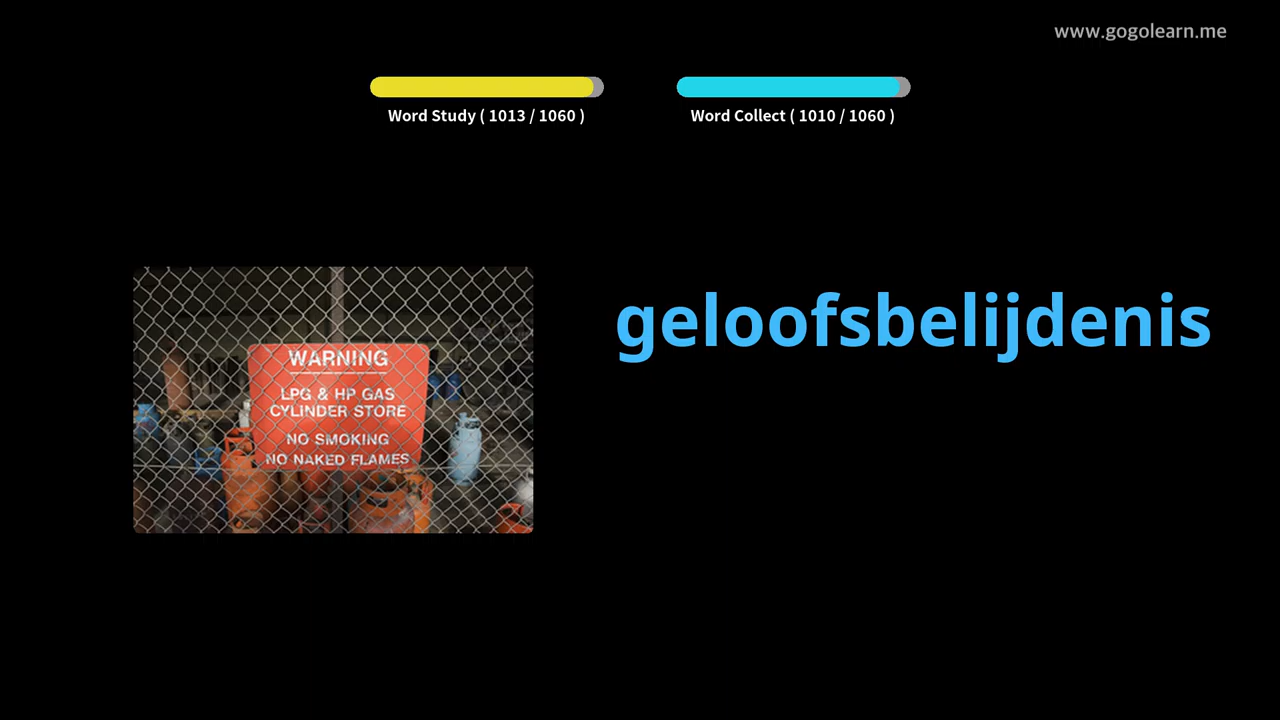 www.gogolearn.me
Word Study ( 1013 / 1060 )
Word Collect ( 1010 / 1060 )
geloofsbelijdenis
WARNING
LPG & HP GAS
CYLINDER STORE
NO SMOKING
NO NAKED FLAMES